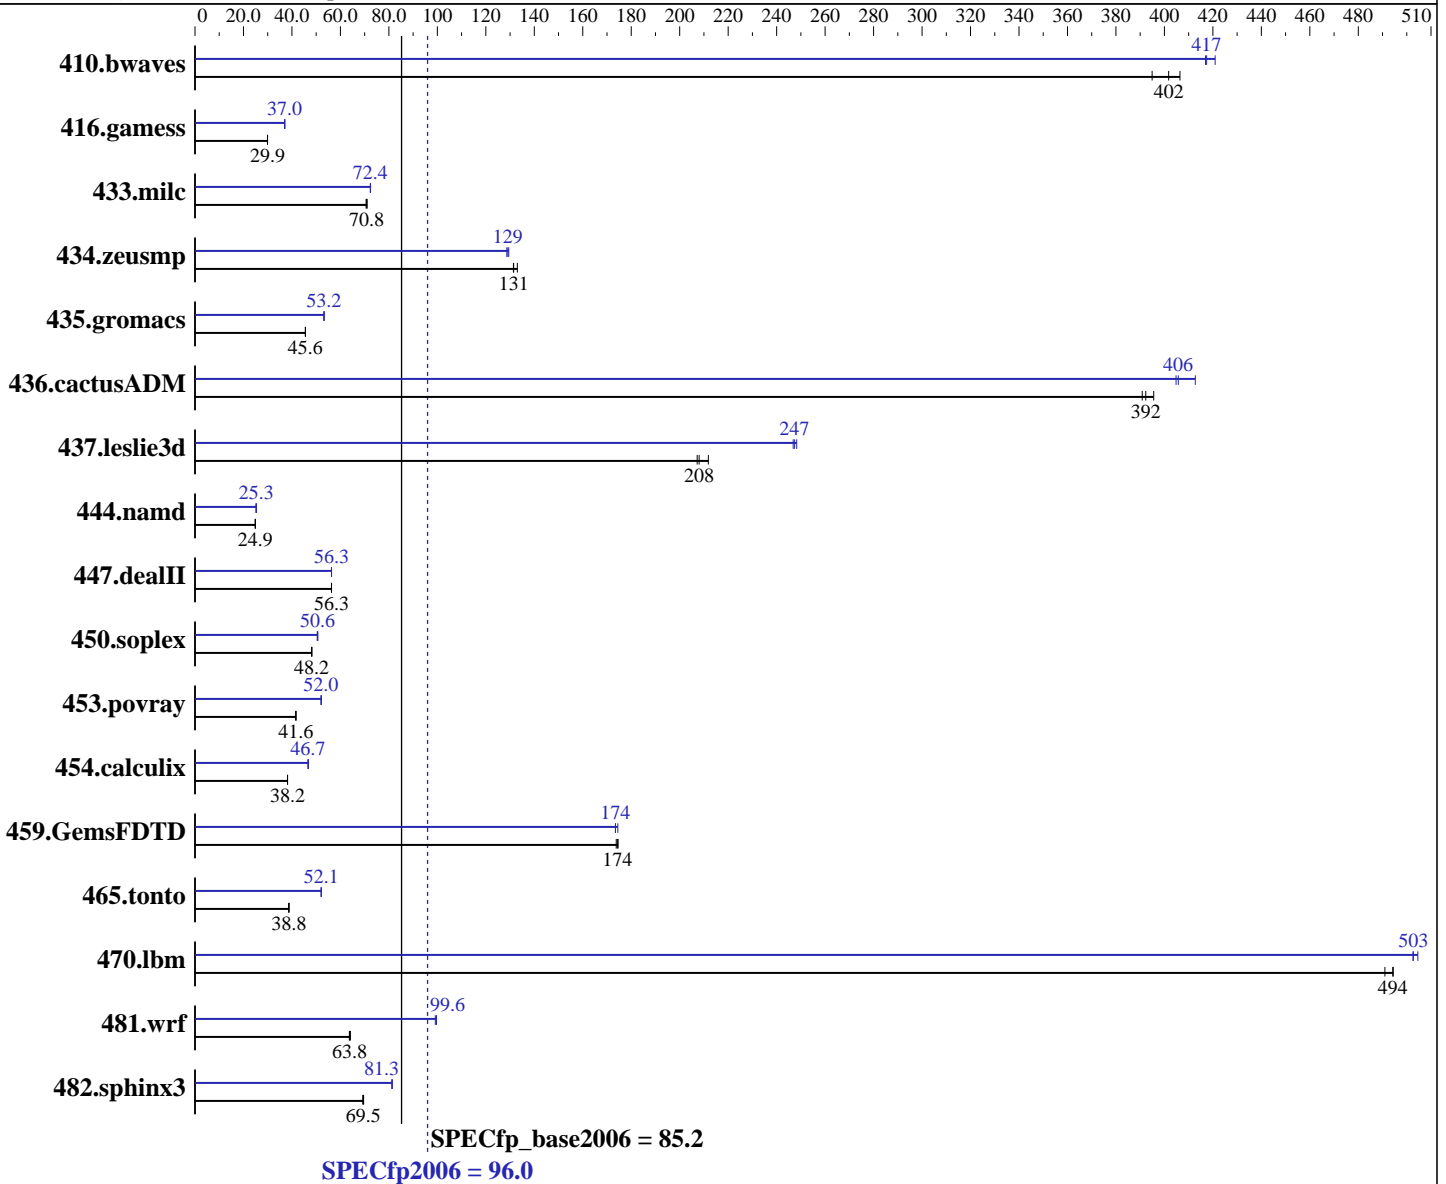 0 20.0 40.0 60.0 80.0 100 120 140 160 180 200 220 240 260 280 300 320 340 360 380 400 420 440 460 480 510
417
410.bwaves
402
37.0
416.gamess
29.9
72.4
433.milc
70.8
129
434.zeusmp
131
53.2
435.gromacs
45.6
406
436.cactusADM
392
247
437.leslie3d
208
25.3
444.namd
24.9
56.3
447.dealII
56.3
50.6
450.soplex
48.2
52.0
453.povray
41.6
46.7
454.calculix
38.2
174
459.GemsFDTD
174
52.1
465.tonto
38.8
503
470.lbm
494
99.6
481.wrf
63.8
81.3
482.sphinx3
69.5
SPECfp_base2006 = 85.2
SPECfp2006 = 96.0